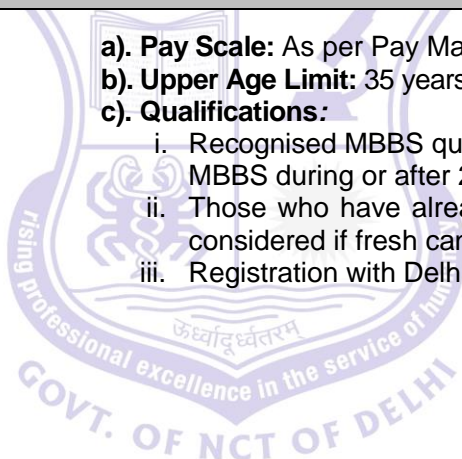 a). Pay Scale: As per Pay Ma
b). Upper Age Limit: 35 years
c). Qualifications:
i. Recognised MBBS qu
MBBS during or after 2
ii. Those who have alrea
considered if fresh can
iii. Registration with Delh
rising professional excellence in the service of humanity
ऊर्ध्वादूर्ध्वतरम्
GOVT. OF NCT OF DELHI